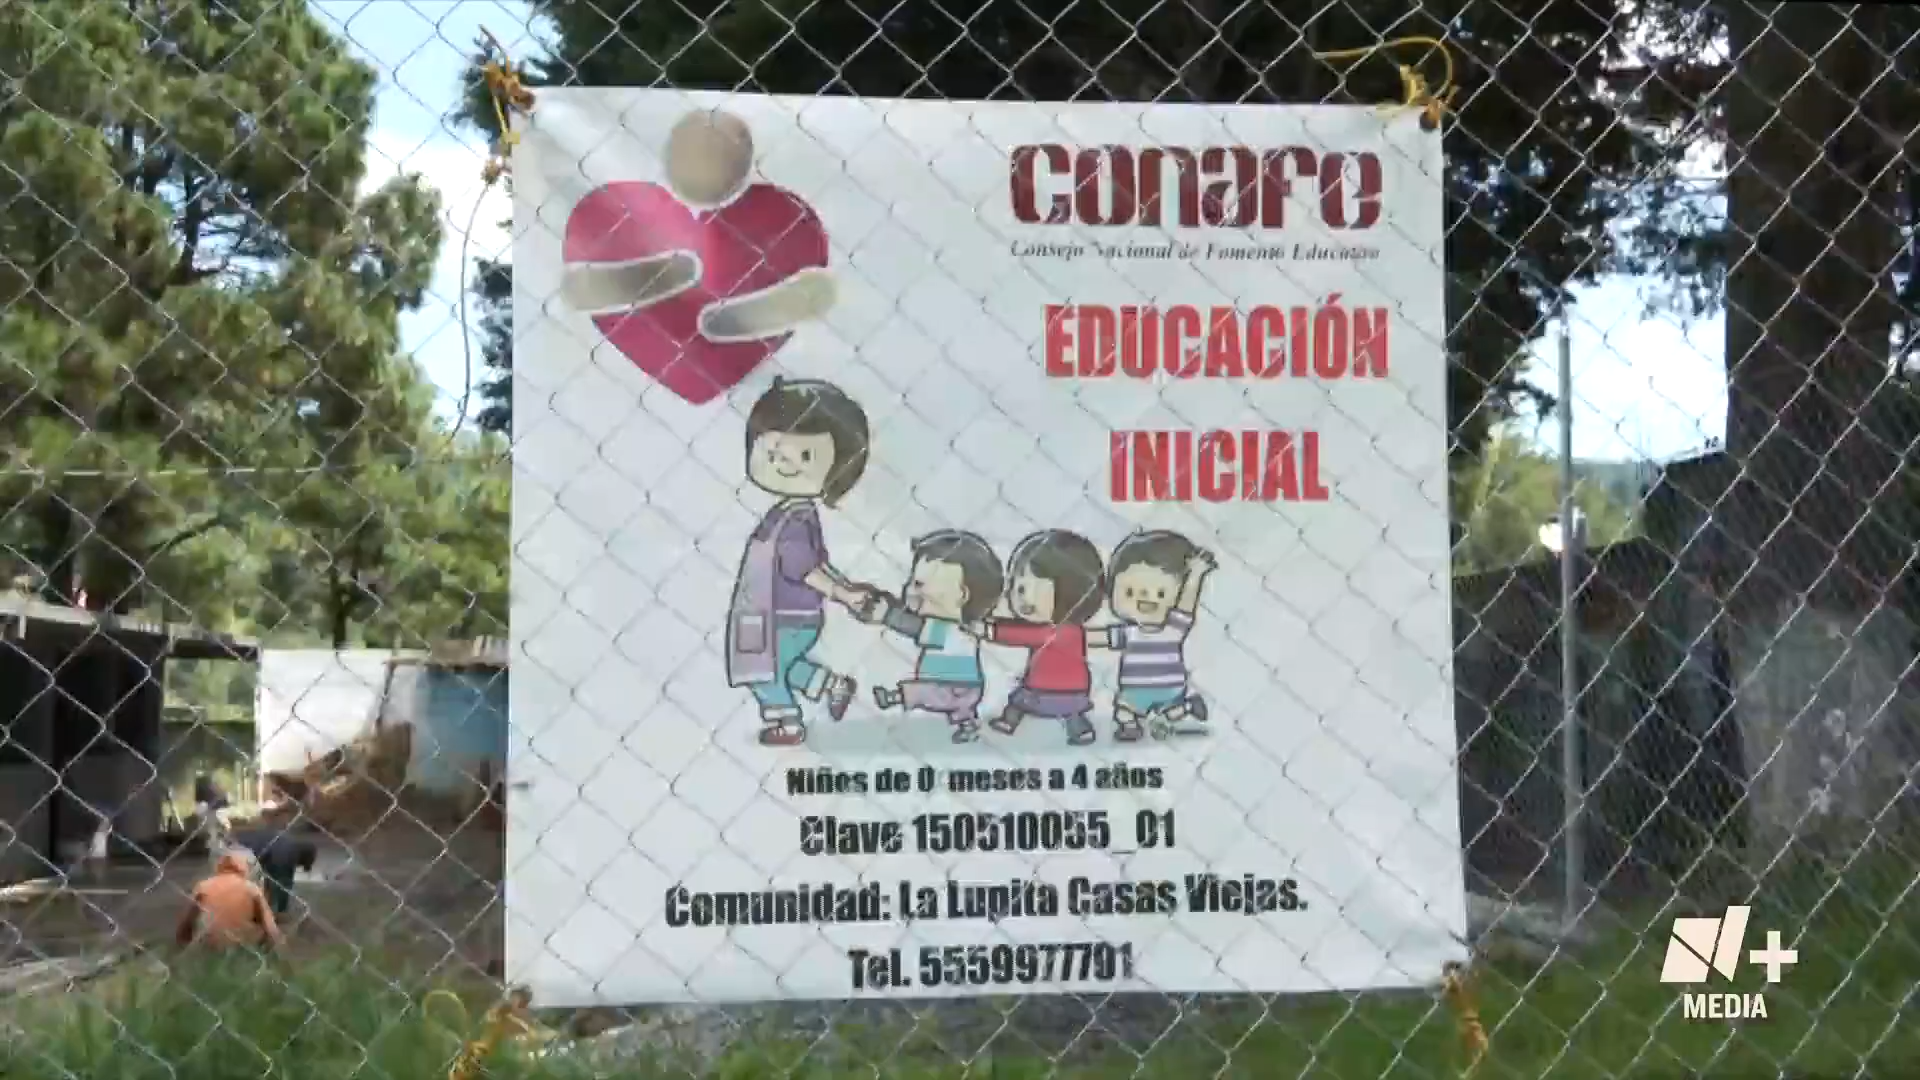 conafe
Consejo Nacional de Fomento Educativo
EDUCACIÓN
INICIAL
Niños de 0 meses a 4 años
Clave 150510055_01
Comunidad: La Lupita Casas Viejas.
Tel. 5559977701
N+
MEDIA